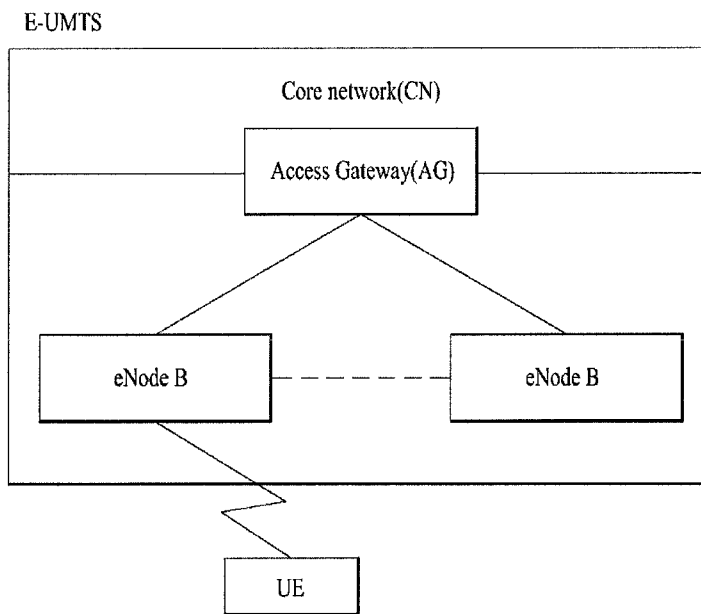 E-UMTS
Core network(CN)
Access Gateway(AG)
eNode B
eNode B
UE